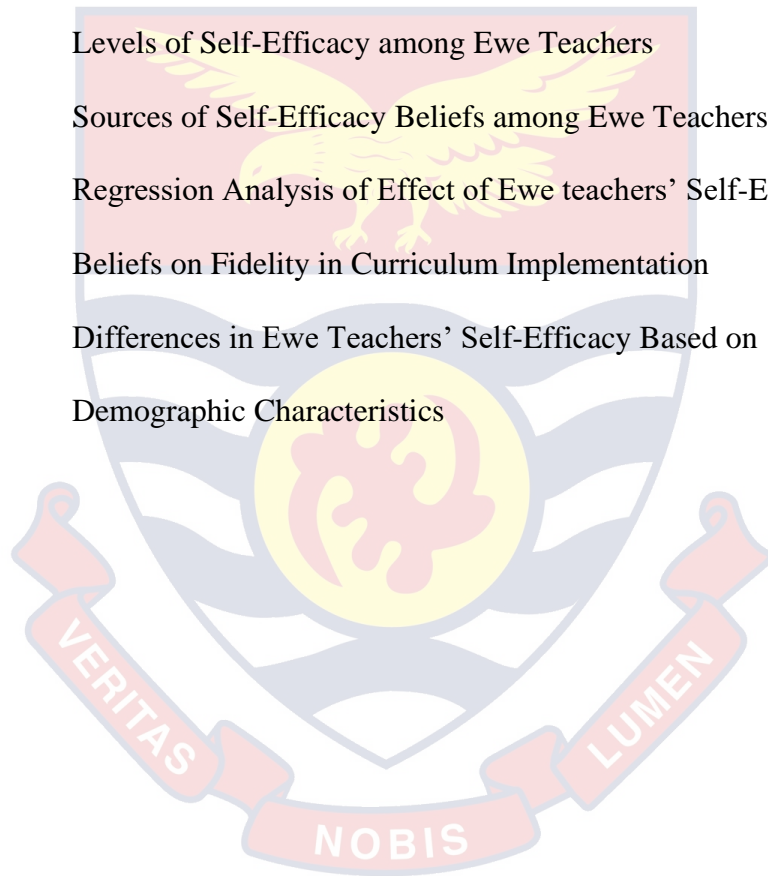 Levels of Self-Efficacy among Ewe Teachers
Sources of Self-Efficacy Beliefs among Ewe Teachers
Regression Analysis of Effect of Ewe teachers’ Self-E
Beliefs on Fidelity in Curriculum Implementation
Differences in Ewe Teachers’ Self-Efficacy Based on
Demographic Characteristics
VERITAS
NOBIS
LUMEN